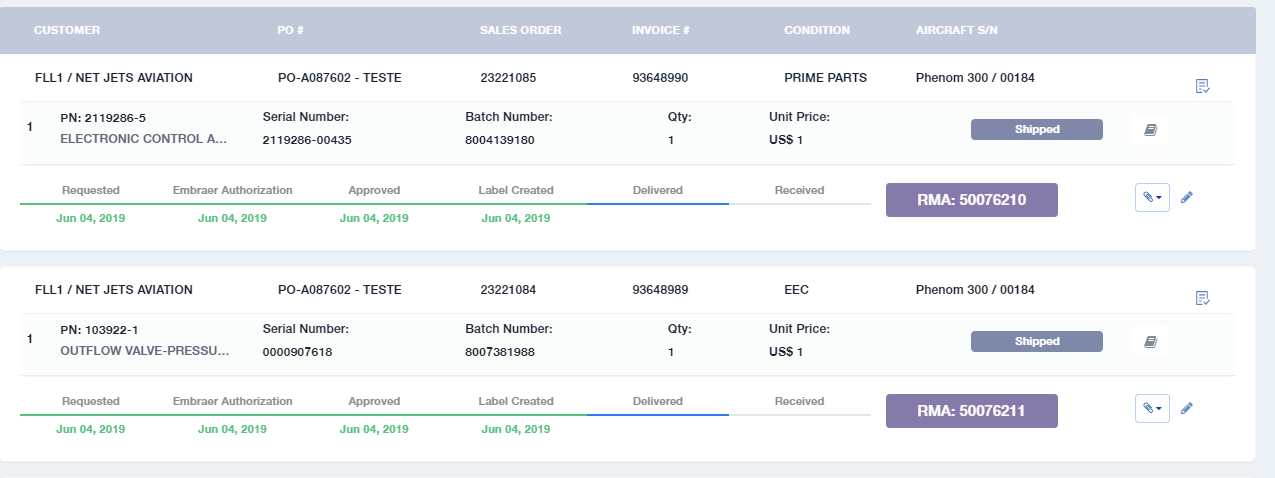 CUSTOMER PO # SALES ORDER INVOICE # CONDITION AIRCRAFT S/N
FLL1 / NET JETS AVIATION PO-A087602 - TESTE 23221085 93648990 PRIME PARTS Phenom 300 / 00184
1 PN: 2119286-5 Serial Number: Batch Number: Qty: Unit Price: Shipped
ELECTRONIC CONTROL A... 2119286-00435 8004139180 1 US$ 1
Requested Embraer Authorization Approved Label Created Delivered Received RMA: 50076210
Jun 04, 2019 Jun 04, 2019 Jun 04, 2019 Jun 04, 2019
FLL1 / NET JETS AVIATION PO-A087602 - TESTE 23221084 93648989 EEC Phenom 300 / 00184
1 PN: 103922-1 Serial Number: Batch Number: Qty: Unit Price: Shipped
OUTFLOW VALVE-PRESSU... 0000907618 8007381988 1 US$ 1
Requested Embraer Authorization Approved Label Created Delivered Received RMA: 50076211
Jun 04, 2019 Jun 04, 2019 Jun 04, 2019 Jun 04, 2019